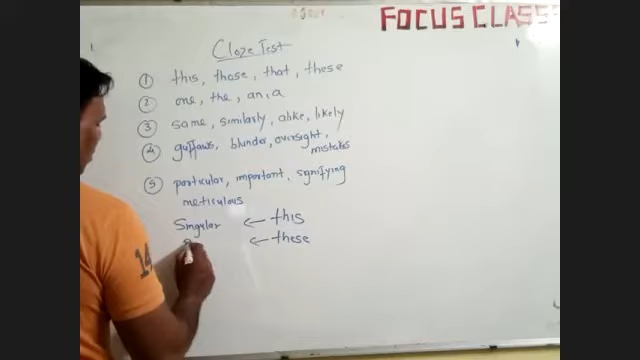 FOCUS CLASS
Cloze Test
1 this, those, that, these
2 one, the, an, a
3 same, similarly, alike, likely
4 guffaws, blunder, oversight,
mistakes
5 particular, important, signifying
meticulous
Singular ← this
← these
14